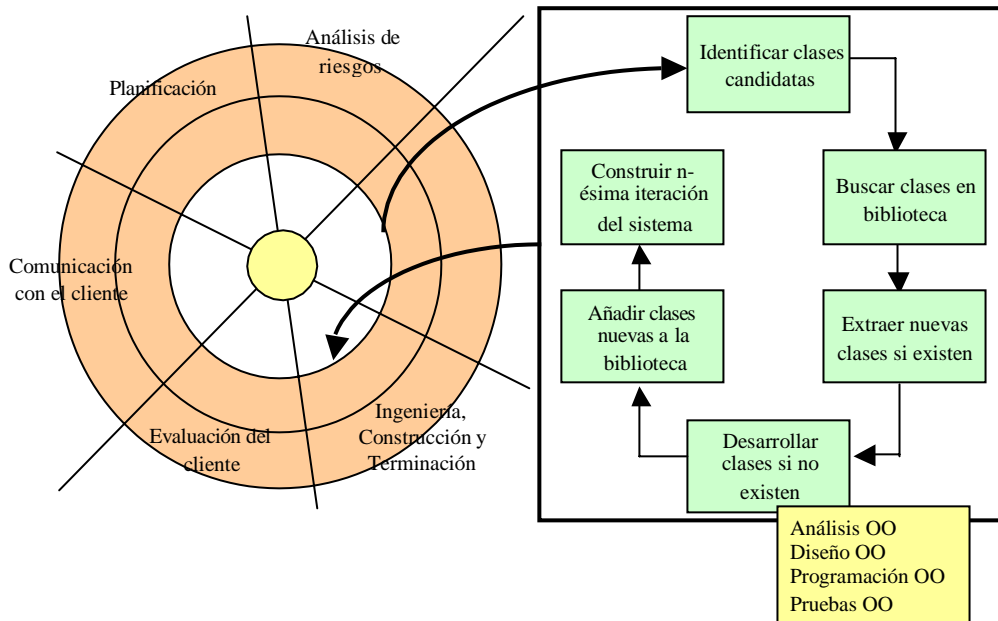 Análisis de
riesgos
Planificación
Comunicación
con el cliente
Evaluación del
cliente
Ingeniería,
Construcción y
Terminación
Identificar clases
candidatas
Buscar clases en
biblioteca
Extraer nuevas
clases si existen
Desarrollar
clases si no
existen
Añadir clases
nuevas a la
biblioteca
Construir n-
ésima iteración
del sistema
Análisis OO
Diseño OO
Programación OO
Pruebas OO